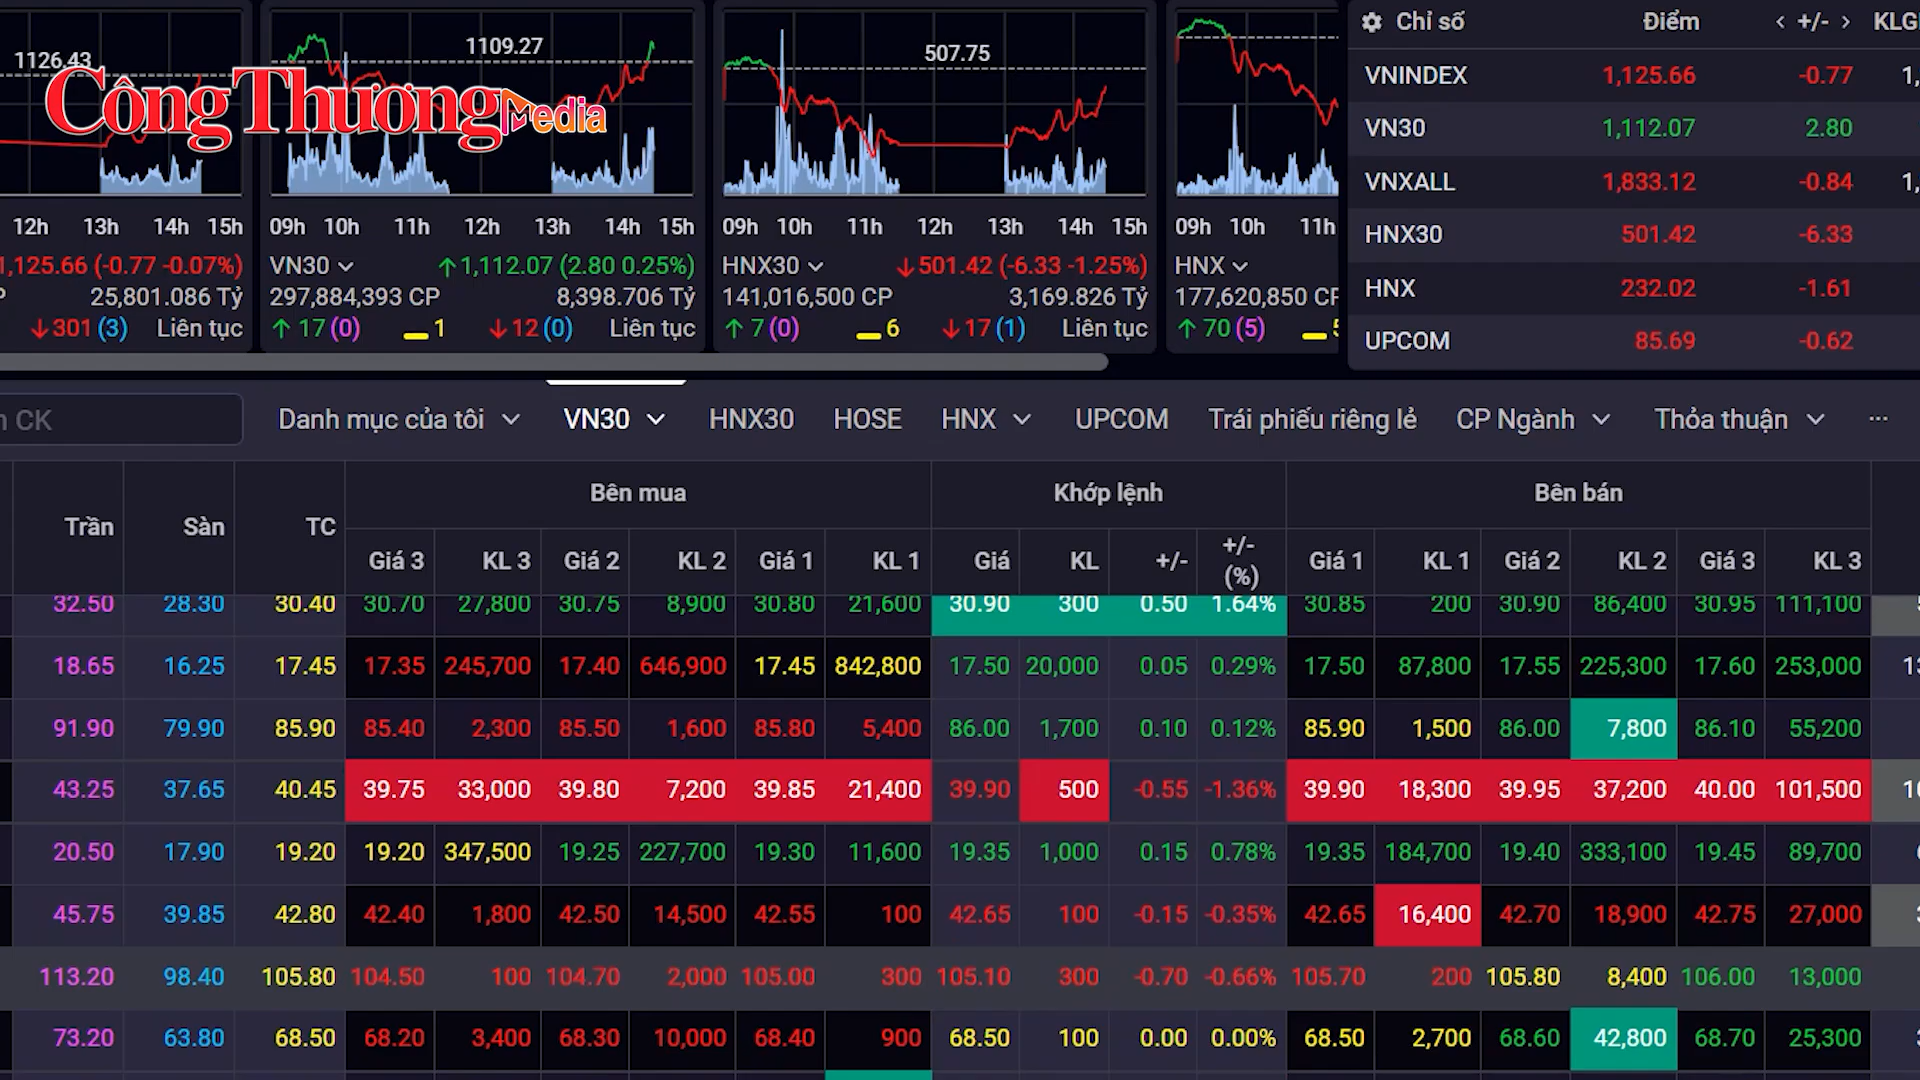 1126.43
Công Thương Media
12h 13h 14h 15h
1,125.66 (-0.77 -0.07%)
25,801.086 Tỷ
301 (3) Liên tục
1109.27
09h 10h 11h 12h 13h 14h 15h
VN30 1,112.07 (2.80 0.25%)
297,884,393 CP 8,398.706 Tỷ
17 (0) 1 12 (0) Liên tục
507.75
09h 10h 11h 12h 13h 14h 15h
HNX30 501.42 (-6.33 -1.25%)
141,016,500 CP 3,169.826 Tỷ
7 (0) 6 17 (1) Liên tục
09h 10h 11h
HNX
177,620,850 CP
70 (5)
Chỉ số Điểm < +/- >
VNINDEX 1,125.66 -0.77
VN30 1,112.07 2.80
VNXALL 1,833.12 -0.84
HNX30 501.42 -6.33
HNX 232.02 -1.61
UPCOM 85.69 -0.62
CK Danh mục của tôi VN30 HNX30 HOSE HNX UPCOM Trái phiếu riêng lẻ CP Ngành Thỏa thuận ...
Trần Sàn TC Bên mua Khớp lệnh Bên bán
Giá 3 KL 3 Giá 2 KL 2 Giá 1 KL 1 Giá KL +/- +/- (%) Giá 1 KL 1 Giá 2 KL 2 Giá 3 KL 3
32.50 28.30 30.40 30.70 27,800 30.75 8,900 30.80 21,600 30.90 300 0.50 1.64% 30.85 200 30.90 86,400 30.95 111,100
18.65 16.25 17.45 17.35 245,700 17.40 646,900 17.45 842,800 17.50 20,000 0.05 0.29% 17.50 87,800 17.55 225,300 17.60 253,000
91.90 79.90 85.90 85.40 2,300 85.50 1,600 85.80 5,400 86.00 1,700 0.10 0.12% 85.90 1,500 86.00 7,800 86.10 55,200
43.25 37.65 40.45 39.75 33,000 39.80 7,200 39.85 21,400 39.90 500 -0.55 -1.36% 39.90 18,300 39.95 37,200 40.00 101,500
20.50 17.90 19.20 19.20 347,500 19.25 227,700 19.30 11,600 19.35 1,000 0.15 0.78% 19.35 184,700 19.40 333,100 19.45 89,700
45.75 39.85 42.80 42.40 1,800 42.50 14,500 42.55 100 42.65 100 -0.15 -0.35% 42.65 16,400 42.70 18,900 42.75 27,000
113.20 98.40 105.80 104.50 100 104.70 2,000 105.00 300 105.10 300 -0.70 -0.66% 105.70 200 105.80 8,400 106.00 13,000
73.20 63.80 68.50 68.20 3,400 68.30 10,000 68.40 900 68.50 100 0.00 0.00% 68.50 2,700 68.60 42,800 68.70 25,300